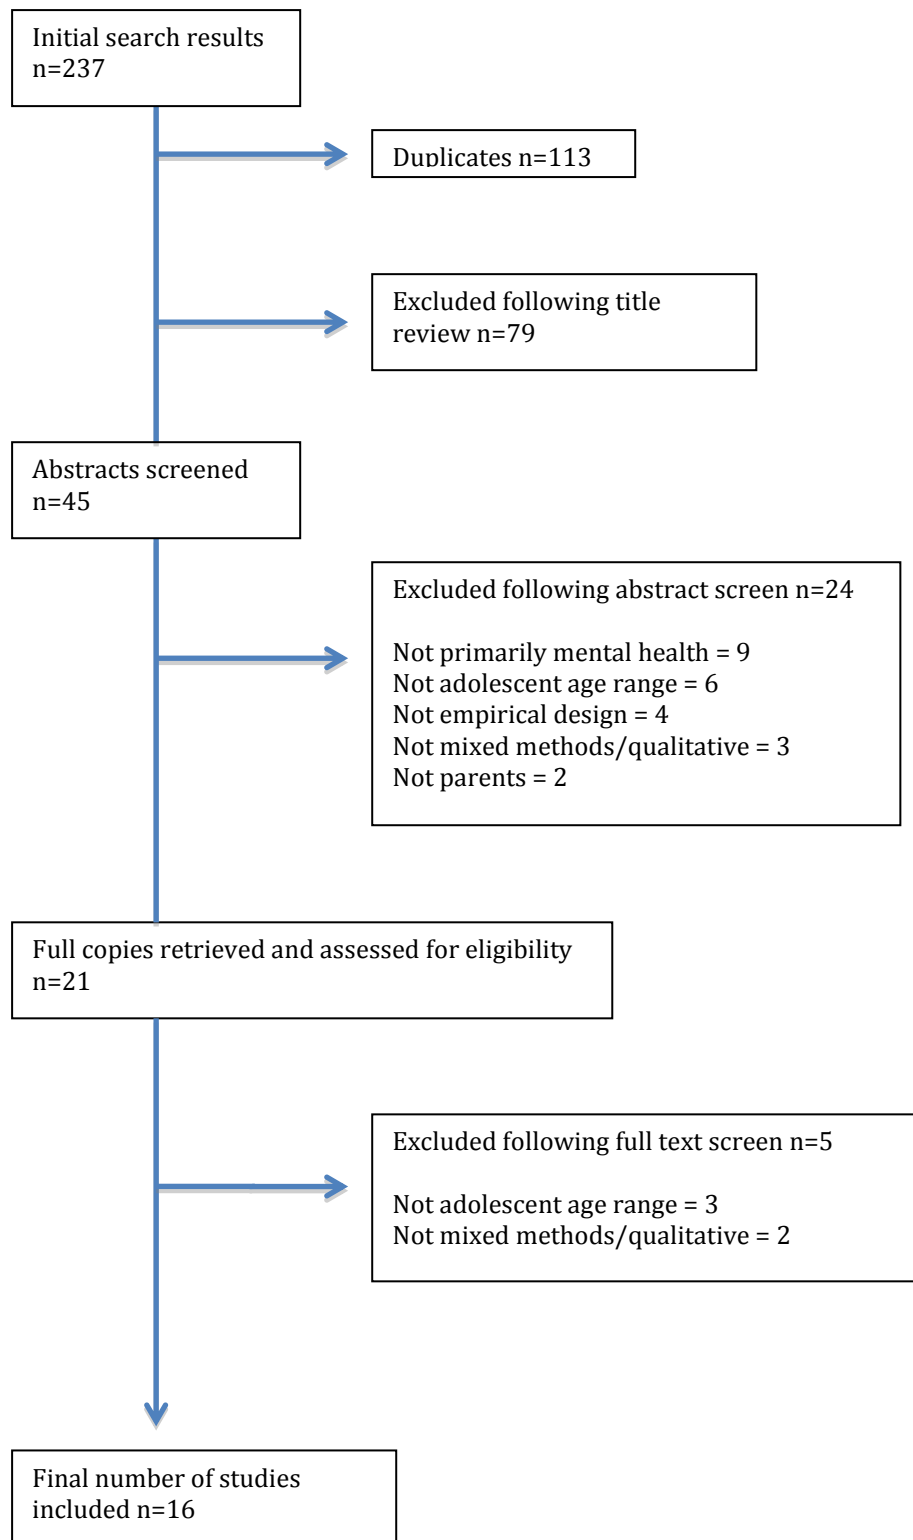 Initial search results
n=237
Duplicates n=113
Excluded following title
review n=79
Abstracts screened
n=45
Excluded following abstract screen n=24
Not primarily mental health = 9
Not adolescent age range = 6
Not empirical design = 4
Not mixed methods/qualitative = 3
Not parents = 2
Full copies retrieved and assessed for eligibility
n=21
Excluded following full text screen n=5
Not adolescent age range = 3
Not mixed methods/qualitative = 2
Final number of studies
included n=16